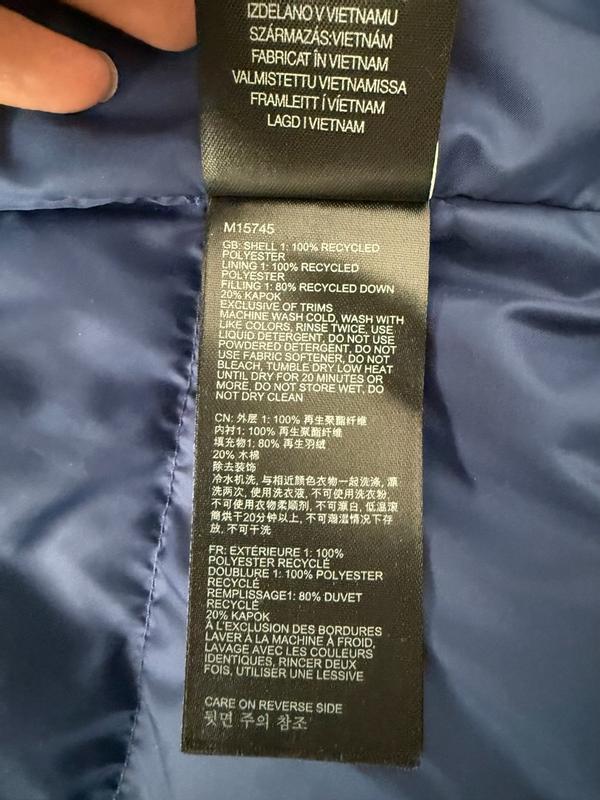 IZDELANO V VIETNAMU
SZÁRMAZÁS:VIETNÁM
FABRICAT ÎN VIETNAM
VALMISTETTU VIETNAMISSA
FRAMLEITT Í VÍETNAM
LAGD I VIETNAM
M15745
GB: SHELL 1: 100% RECYCLED
POLYESTER
LINING 1: 100% RECYCLED
POLYESTER
FILLING 1: 80% RECYCLED DOWN
20% KAPOK
EXCLUSIVE OF TRIMS
MACHINE WASH COLD, WASH WITH
LIKE COLORS, RINSE TWICE, USE
LIQUID DETERGENT, DO NOT USE
POWDERED DETERGENT, DO NOT
USE FABRIC SOFTENER, DO NOT
BLEACH, TUMBLE DRY LOW HEAT
UNTIL DRY FOR 20 MINUTES OR
MORE, DO NOT STORE WET, DO
NOT DRY CLEAN
CN: 外层 1: 100% 再生聚酯纤维
内衬1: 100% 再生聚酯纤维
填充物1: 80% 再生羽绒
20% 木棉
除去装饰
冷水机洗, 与相近颜色衣物一起洗涤, 漂
洗两次, 使用洗衣液, 不可使用洗衣粉,
不可使用衣物柔顺剂, 不可漂白, 低温滚
筒烘干20分钟以上, 不可潮湿情况下存
放, 不可干洗
FR: EXTÉRIEURE 1: 100%
POLYESTER RECYCLÉ
DOUBLURE 1: 100% POLYESTER
RECYCLÉ
REMPLISSAGE1: 80% DUVET
RECYCLÉ
20% KAPOK
À L'EXCLUSION DES BORDURES
LAVER À LA MACHINE À FROID,
LAVAGE AVEC LES COULEURS
IDENTIQUES, RINCER DEUX
FOIS, UTILISER UNE LESSIVE
CARE ON REVERSE SIDE
뒷면 주의 참조